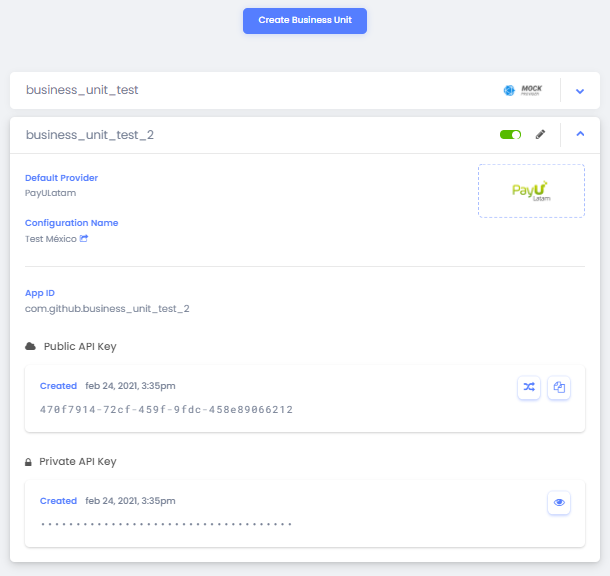 Create Business Unit
business_unit_test
MOCK
PROVIDER
business_unit_test_2
Default Provider
PayULatam
PayU
Latam
Configuration Name
Test México
App ID
com.github.business_unit_test_2
Public API Key
Created feb 24, 2021, 3:35pm
470f7914-72cf-459f-9fdc-458e89066212
Private API Key
Created feb 24, 2021, 3:35pm
••••••••••••••••••••••••••••••••••••